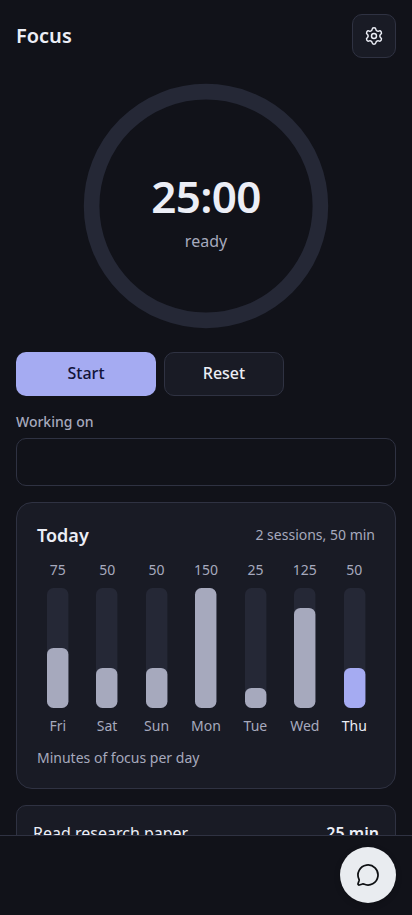 Focus
25:00
ready
Start Reset
Working on
Today 2 sessions, 50 min
75 50 50 150 25 125 50
Fri Sat Sun Mon Tue Wed Thu
Minutes of focus per day
Read research paper 25 min